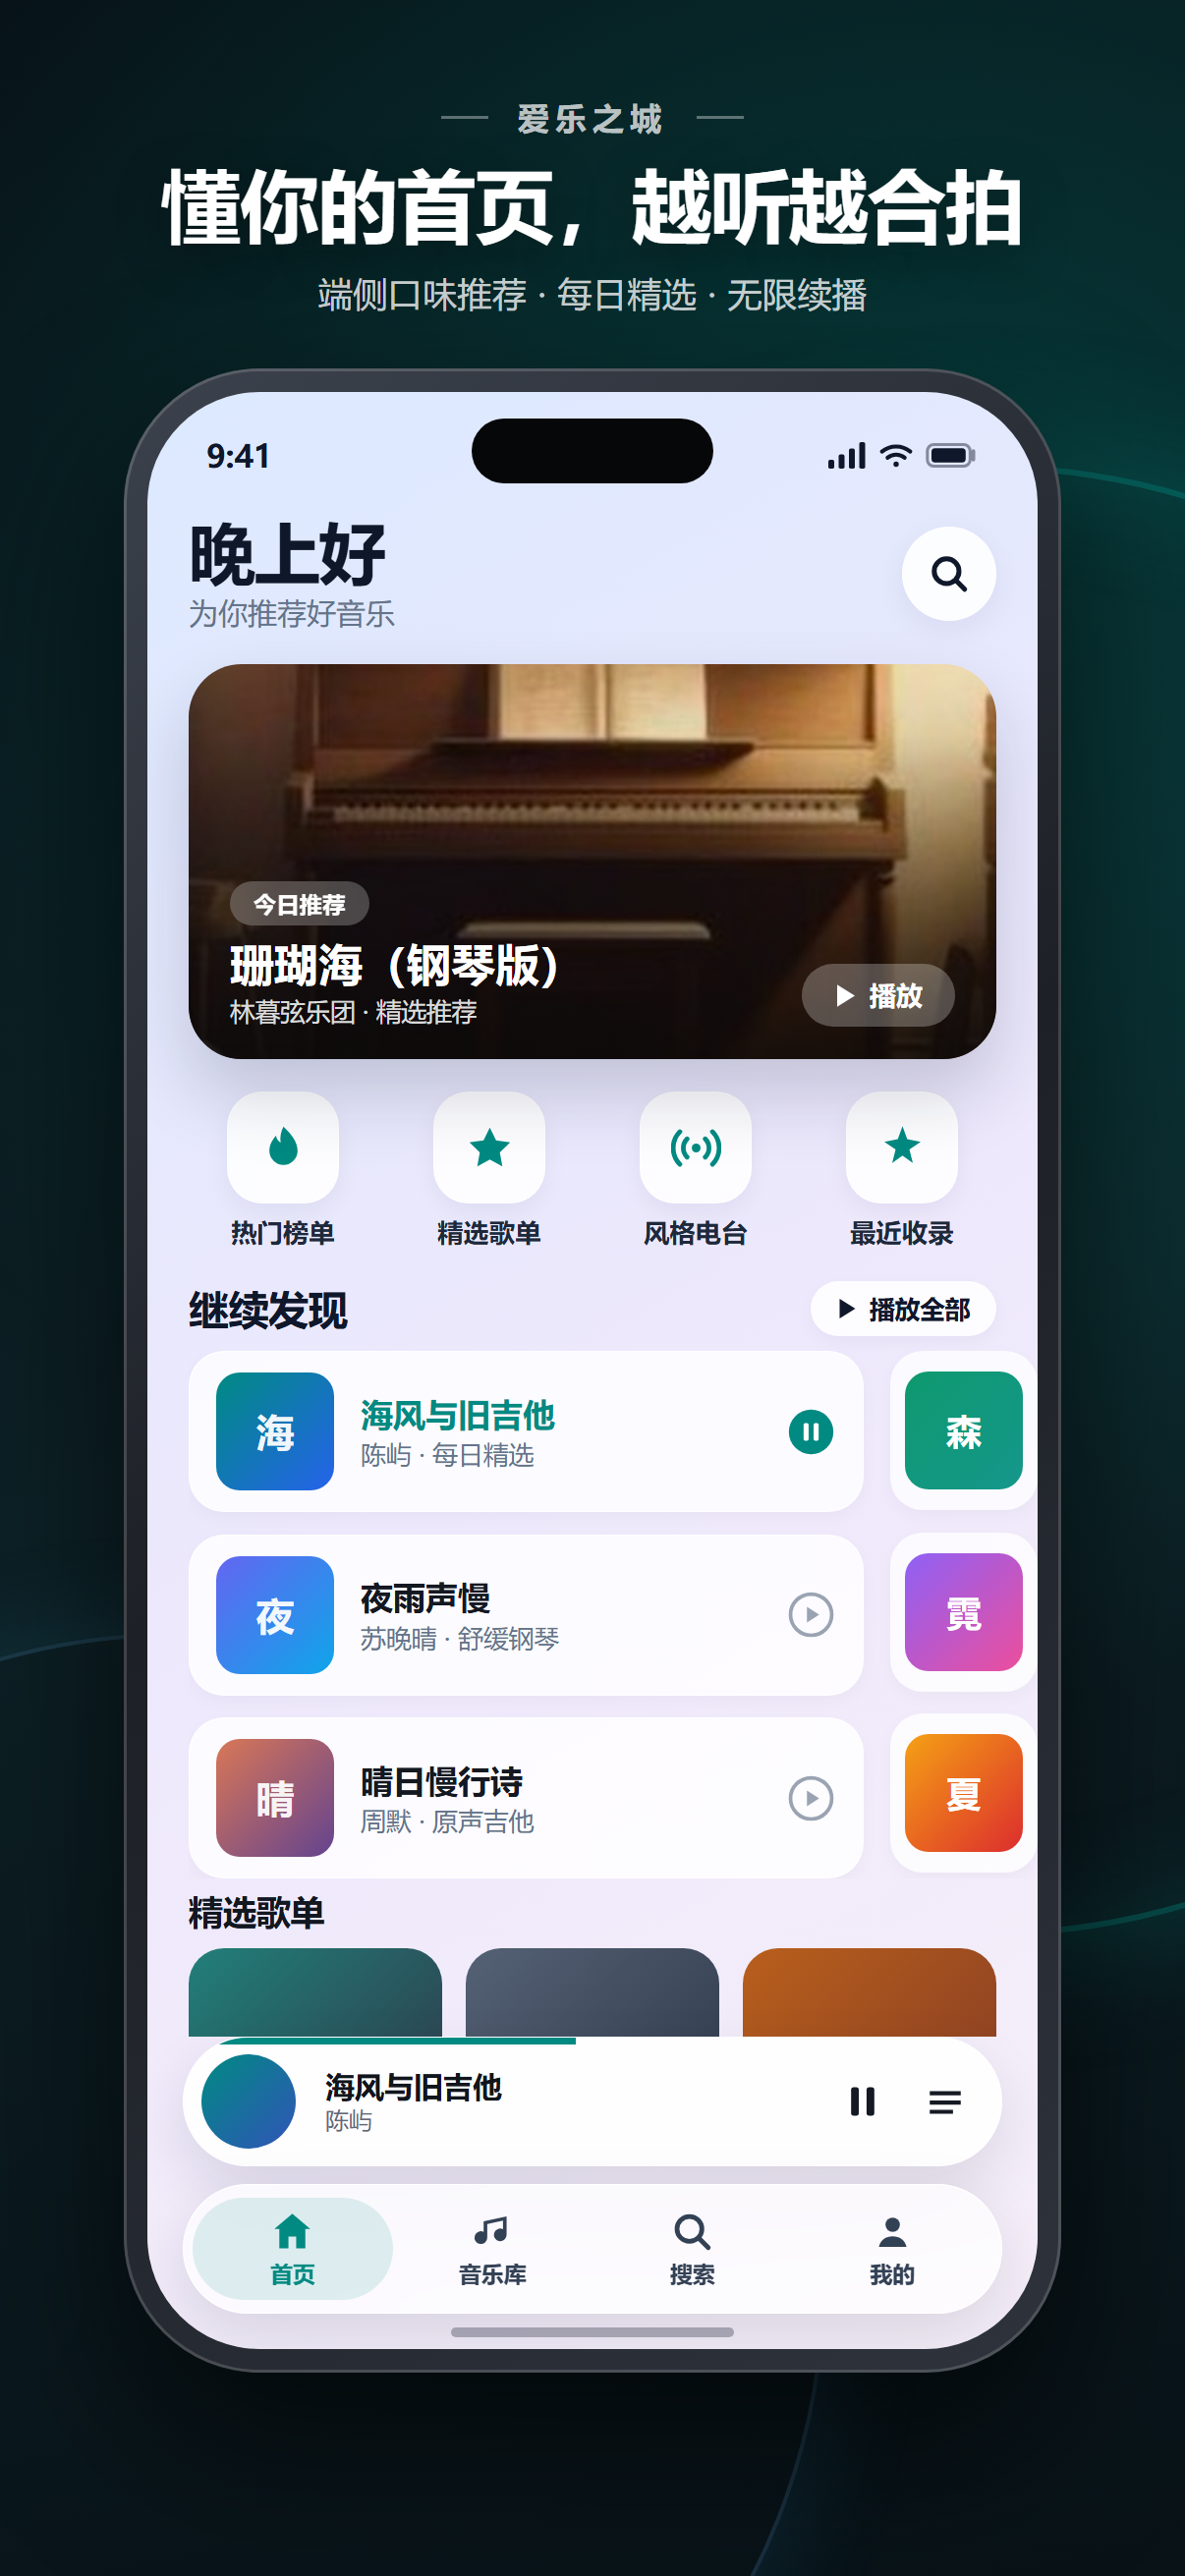 爱乐之城
懂你的首页，越听越合拍
端侧口味推荐 · 每日精选 · 无限续播
9:41
晚上好
为你推荐好音乐
今日推荐
珊瑚海（钢琴版）
林暮弦乐团 · 精选推荐
播放
热门榜单
精选歌单
风格电台
最近收录
继续发现
播放全部
海
海风与旧吉他
陈屿 · 每日精选
森
夜
夜雨声慢
苏晚晴 · 舒缓钢琴
霓
晴
晴日慢行诗
周默 · 原声吉他
夏
精选歌单
海风与旧吉他
陈屿
首页
音乐库
搜索
我的